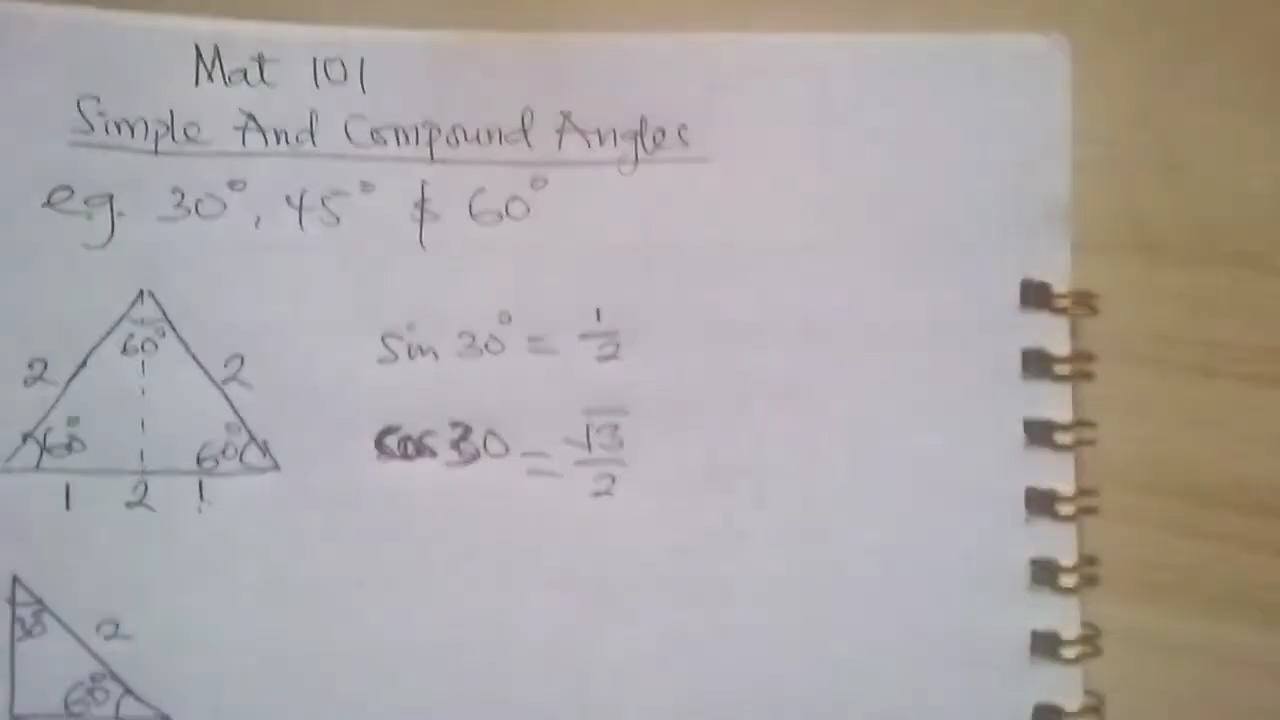 Mat 101
Simple And Compound Angles
e.g. 30°, 45° & 60°
60°
2 2
60° 60°
1 2 1
sin 30° = 1/2
cos 30 = √3/2
30
2
60°